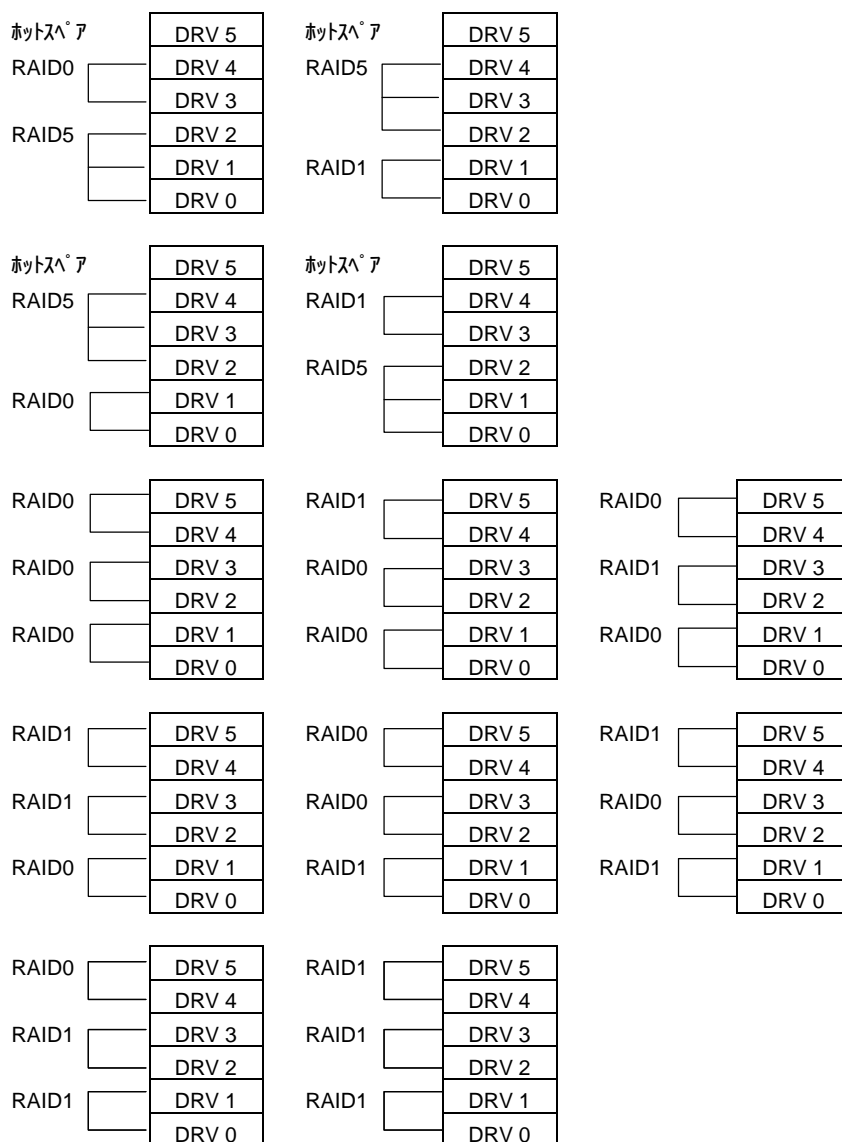 ﾎｯﾄｽﾍﾟｱ DRV 5 ﾎｯﾄｽﾍﾟｱ DRV 5
RAID0 DRV 4 RAID5 DRV 4
DRV 3 DRV 3
RAID5 DRV 2 DRV 2
DRV 1 RAID1 DRV 1
DRV 0 DRV 0
ﾎｯﾄｽﾍﾟｱ DRV 5 ﾎｯﾄｽﾍﾟｱ DRV 5
RAID5 DRV 4 RAID1 DRV 4
DRV 3 DRV 3
DRV 2 RAID5 DRV 2
RAID0 DRV 1 DRV 1
DRV 0 DRV 0
RAID0 DRV 5 RAID1 DRV 5 RAID0 DRV 5
DRV 4 DRV 4 DRV 4
RAID0 DRV 3 RAID0 DRV 3 RAID1 DRV 3
DRV 2 DRV 2 DRV 2
RAID0 DRV 1 RAID0 DRV 1 RAID0 DRV 1
DRV 0 DRV 0 DRV 0
RAID1 DRV 5 RAID0 DRV 5 RAID1 DRV 5
DRV 4 DRV 4 DRV 4
RAID1 DRV 3 RAID0 DRV 3 RAID0 DRV 3
DRV 2 DRV 2 DRV 2
RAID0 DRV 1 RAID1 DRV 1 RAID1 DRV 1
DRV 0 DRV 0 DRV 0
RAID0 DRV 5 RAID1 DRV 5
DRV 4 DRV 4
RAID1 DRV 3 RAID1 DRV 3
DRV 2 DRV 2
RAID1 DRV 1 RAID1 DRV 1
DRV 0 DRV 0